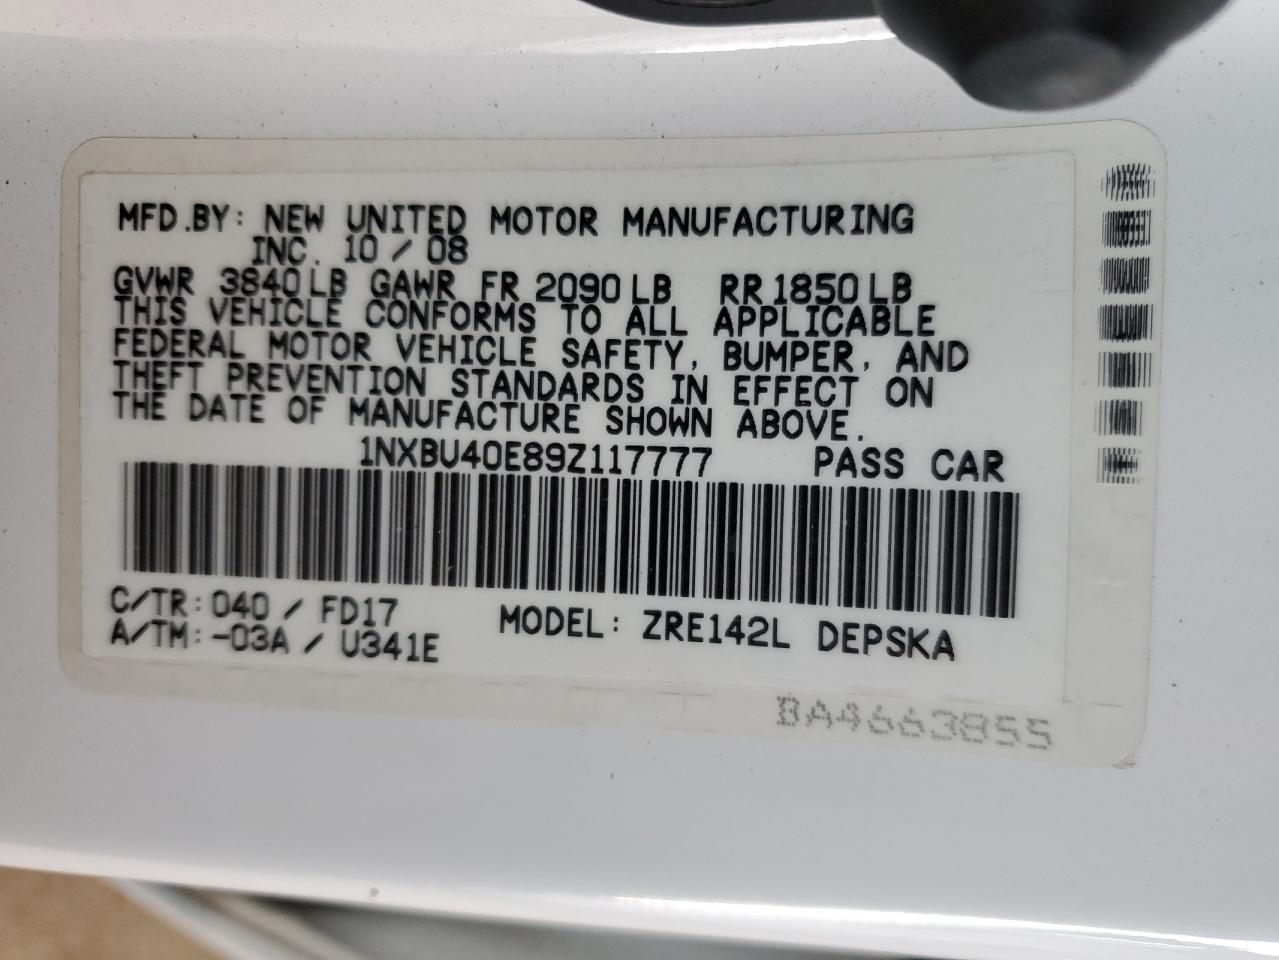 MFD.BY: NEW UNITED MOTOR MANUFACTURING
INC. 10 / 08
GVWR 3840 LB GAWR FR 2090 LB RR 1850 LB
THIS VEHICLE CONFORMS TO ALL APPLICABLE
FEDERAL MOTOR VEHICLE SAFETY, BUMPER, AND
THEFT PREVENTION STANDARDS IN EFFECT ON
THE DATE OF MANUFACTURE SHOWN ABOVE.
1NXBU40E89Z117777 PASS CAR
C/TR: 040 / FD17 MODEL: ZRE142L DEPSKA
A/TM: -03A / U341E
BA4663855